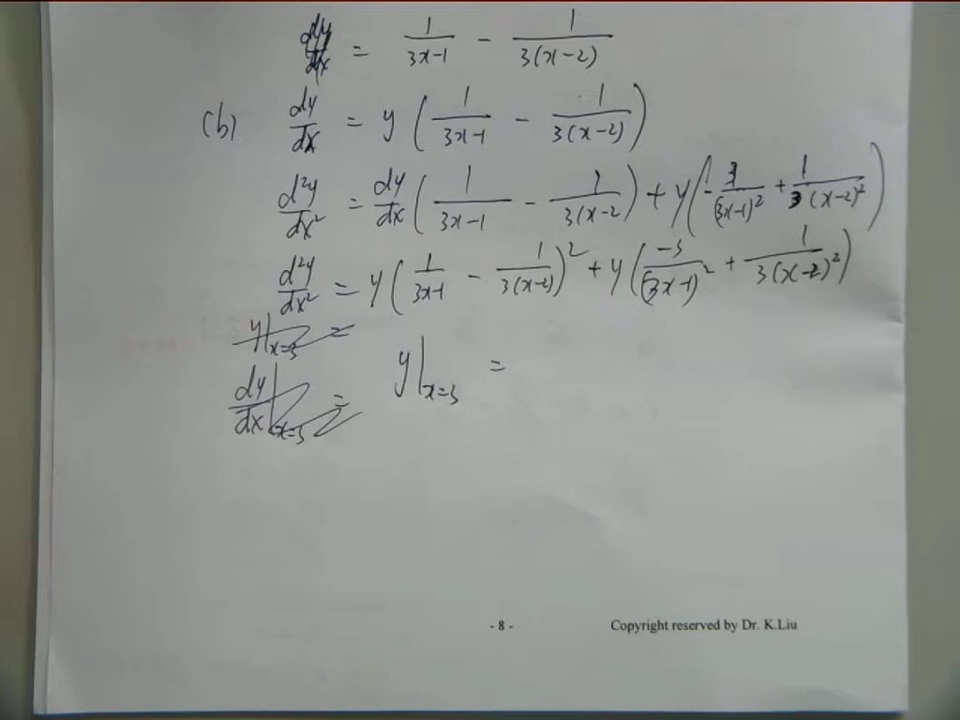 dy/dx = 1/(3x-1) - 1/(3(x-2))
(b) dy/dx = y (1/(3x-1) - 1/(3(x-2)))
d²y/dx² = dy/dx (1/(3x-1) - 1/(3(x-2)) + y(-3/(3x-1)² + 1/(3(x-2)²))
d²y/dx² = y(1/(3x-1) - 1/(3(x-2)))² + y(-3/(3x-1)² + 1/(3(x-2)²))
y|x=3 =
y|x=3 =
dy/dx|x=3 =
- 8 - Copyright reserved by Dr. K.Liu